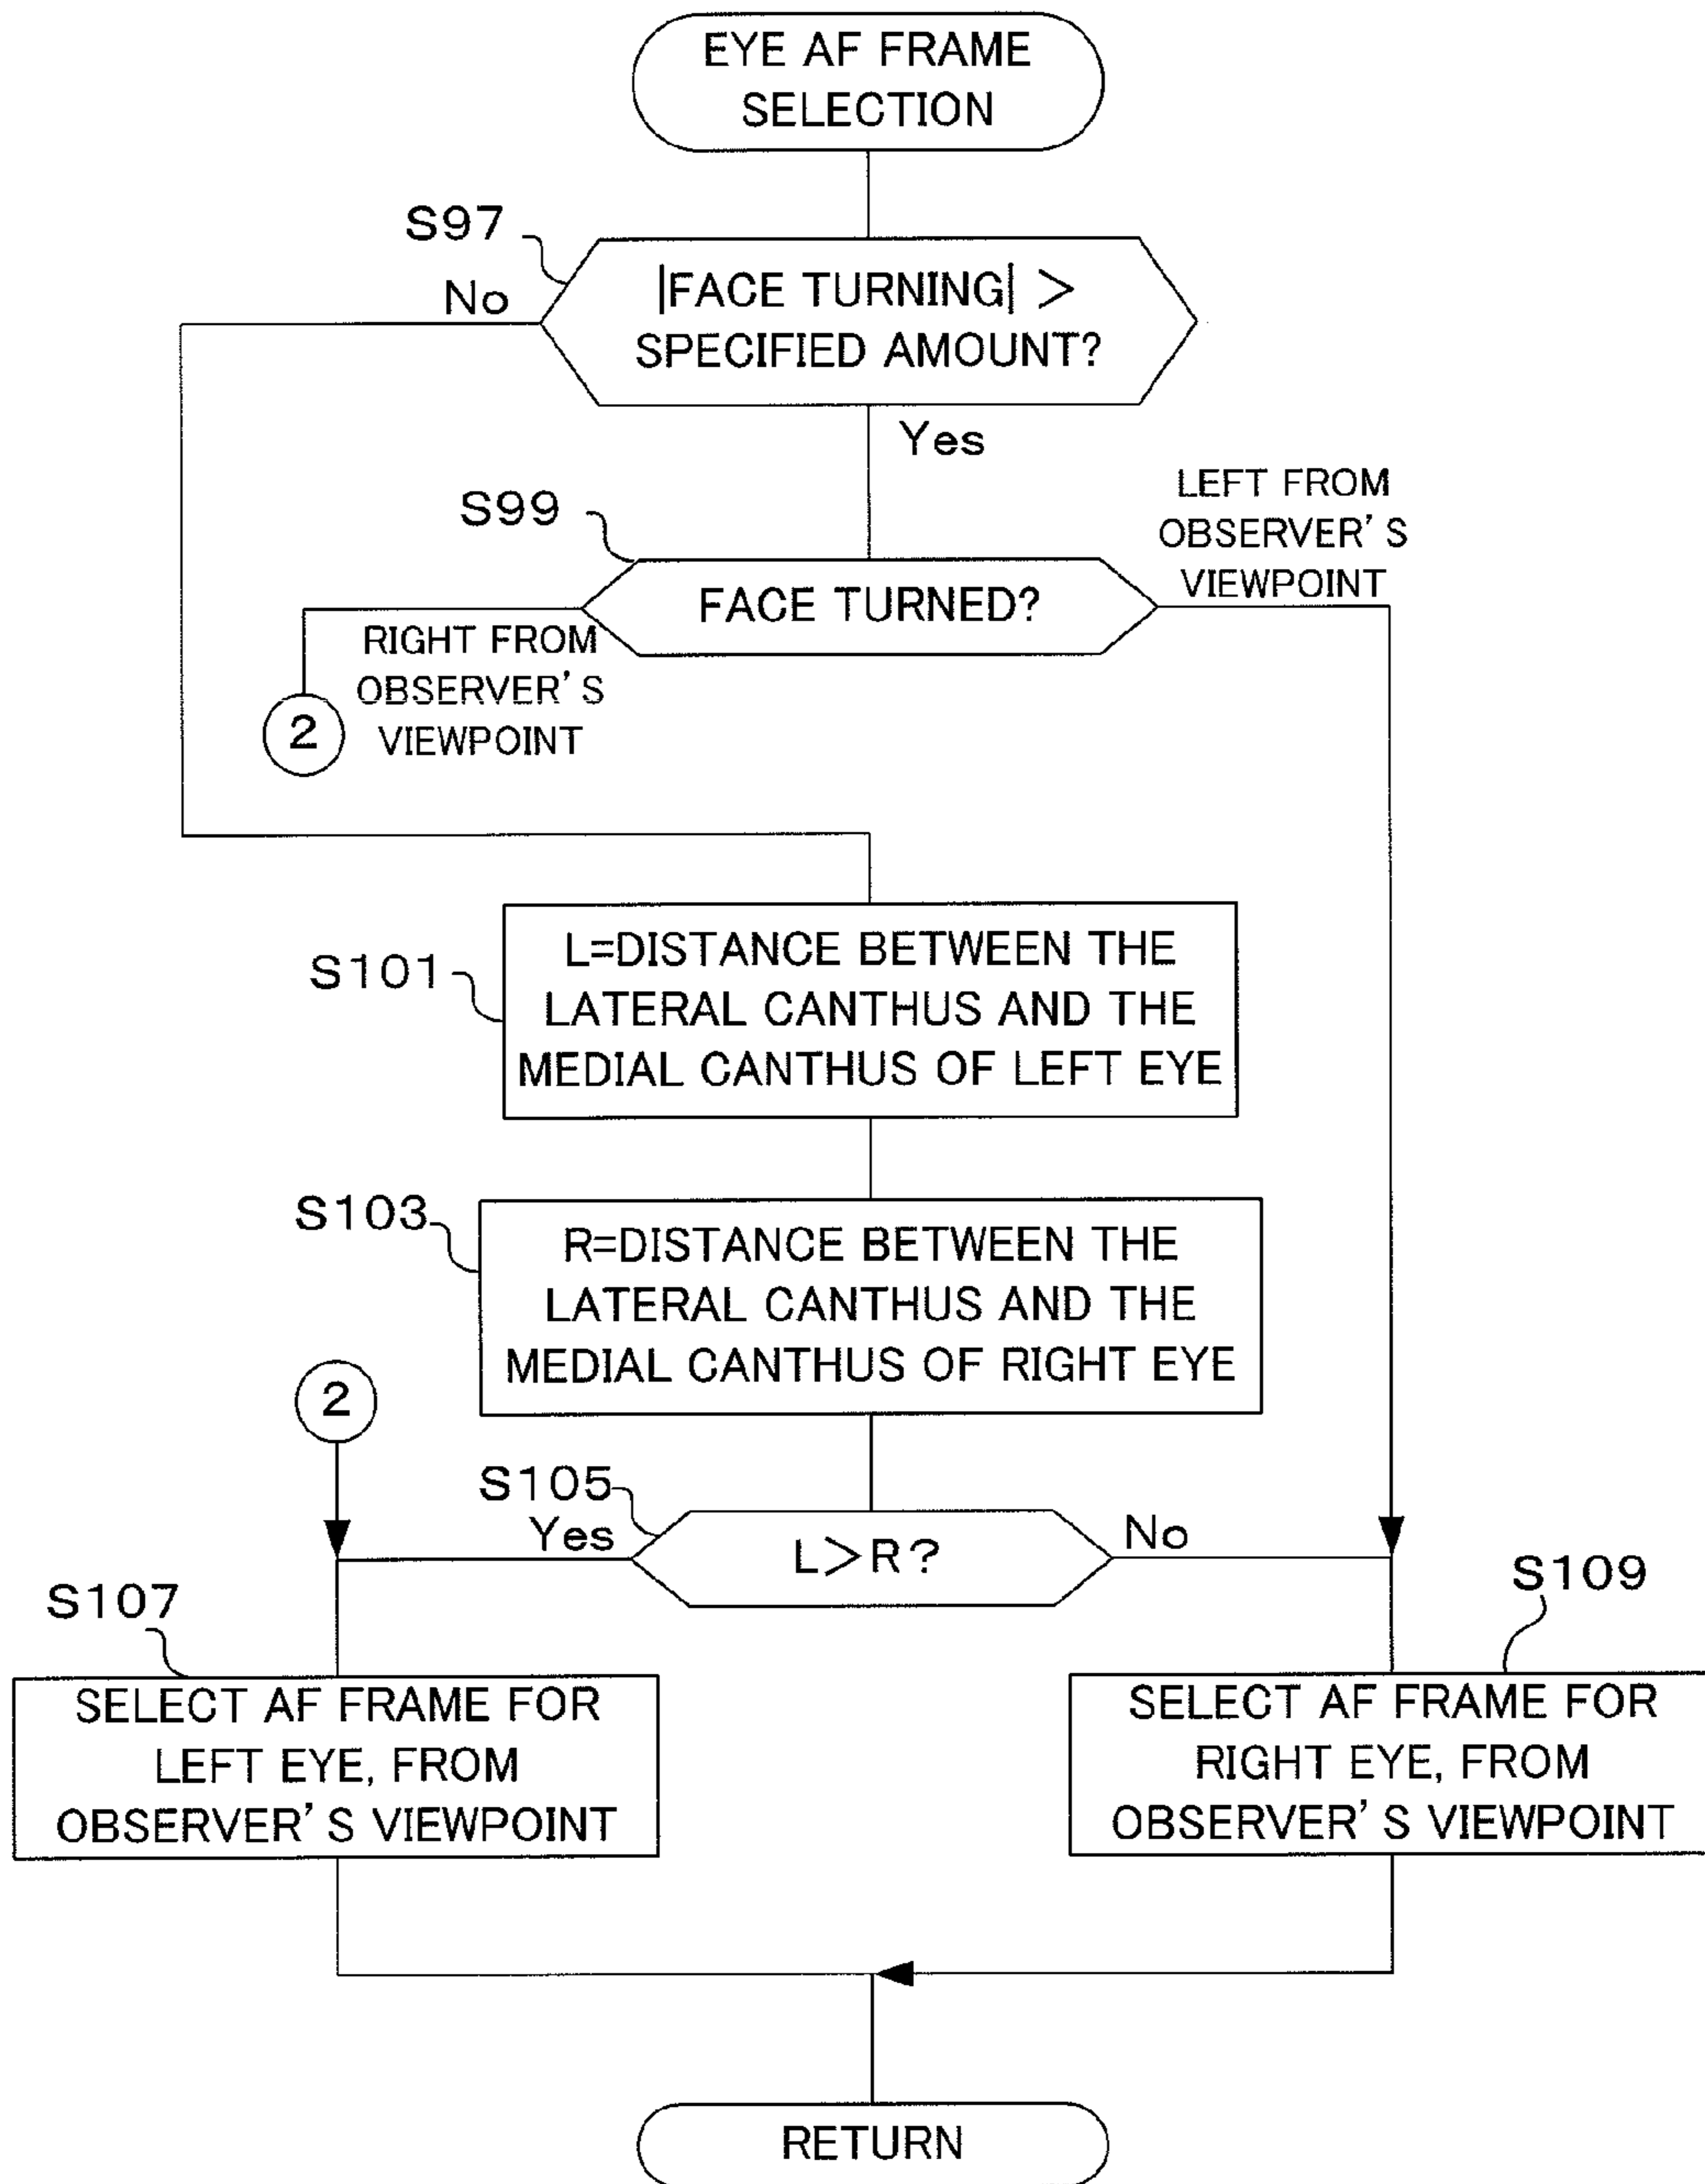 EYE AF FRAME
SELECTION
S97
No
|FACE TURNING| >
SPECIFIED AMOUNT?
Yes
S99
LEFT FROM
OBSERVER'S
VIEWPOINT
FACE TURNED?
RIGHT FROM
OBSERVER'S
VIEWPOINT
2
S101
L=DISTANCE BETWEEN THE
LATERAL CANTHUS AND THE
MEDIAL CANTHUS OF LEFT EYE
S103
R=DISTANCE BETWEEN THE
LATERAL CANTHUS AND THE
MEDIAL CANTHUS OF RIGHT EYE
2
S105
Yes
L>R?
No
S107
SELECT AF FRAME FOR
LEFT EYE, FROM
OBSERVER'S VIEWPOINT
S109
SELECT AF FRAME FOR
RIGHT EYE, FROM
OBSERVER'S VIEWPOINT
RETURN